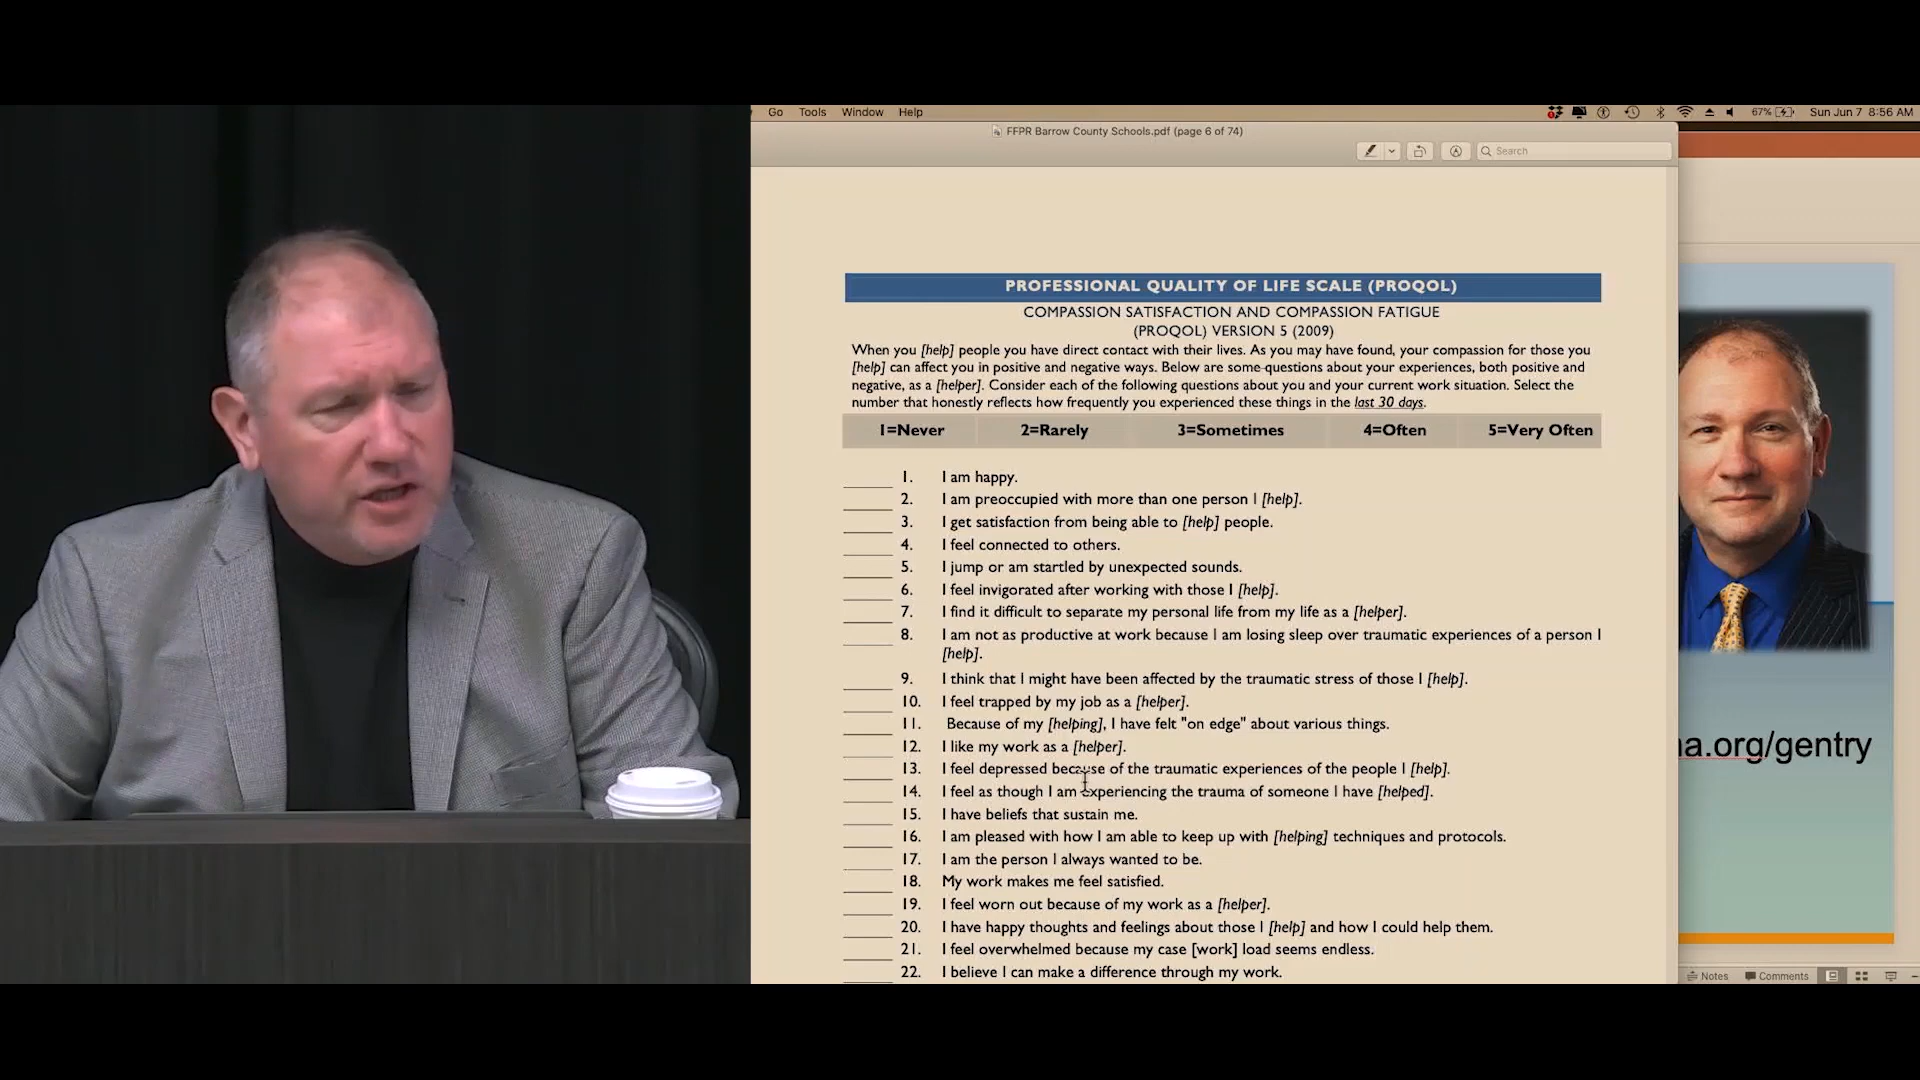 Go Tools Window Help
67% Sun Jun 7 8:56 AM
FFPR Barrow County Schools.pdf (page 6 of 74)
Search
PROFESSIONAL QUALITY OF LIFE SCALE (PROQOL)
COMPASSION SATISFACTION AND COMPASSION FATIGUE
(PROQOL) VERSION 5 (2009)
When you [help] people you have direct contact with their lives. As you may have found, your compassion for those you
[help] can affect you in positive and negative ways. Below are some-questions about your experiences, both positive and
negative, as a [helper]. Consider each of the following questions about you and your current work situation. Select the
number that honestly reflects how frequently you experienced these things in the last 30 days.
1=Never 2=Rarely 3=Sometimes 4=Often 5=Very Often
1. I am happy.
2. I am preoccupied with more than one person I [help].
3. I get satisfaction from being able to [help] people.
4. I feel connected to others.
5. I jump or am startled by unexpected sounds.
6. I feel invigorated after working with those I [help].
7. I find it difficult to separate my personal life from my life as a [helper].
8. I am not as productive at work because I am losing sleep over traumatic experiences of a person I
[help].
9. I think that I might have been affected by the traumatic stress of those I [help].
10. I feel trapped by my job as a [helper].
11. Because of my [helping], I have felt "on edge" about various things.
12. I like my work as a [helper].
13. I feel depressed because of the traumatic experiences of the people I [help].
14. I feel as though I am experiencing the trauma of someone I have [helped].
15. I have beliefs that sustain me.
16. I am pleased with how I am able to keep up with [helping] techniques and protocols.
17. I am the person I always wanted to be.
18. My work makes me feel satisfied.
19. I feel worn out because of my work as a [helper].
20. I have happy thoughts and feelings about those I [help] and how I could help them.
21. I feel overwhelmed because my case [work] load seems endless.
22. I believe I can make a difference through my work.
na.org/gentry
Notes Comments